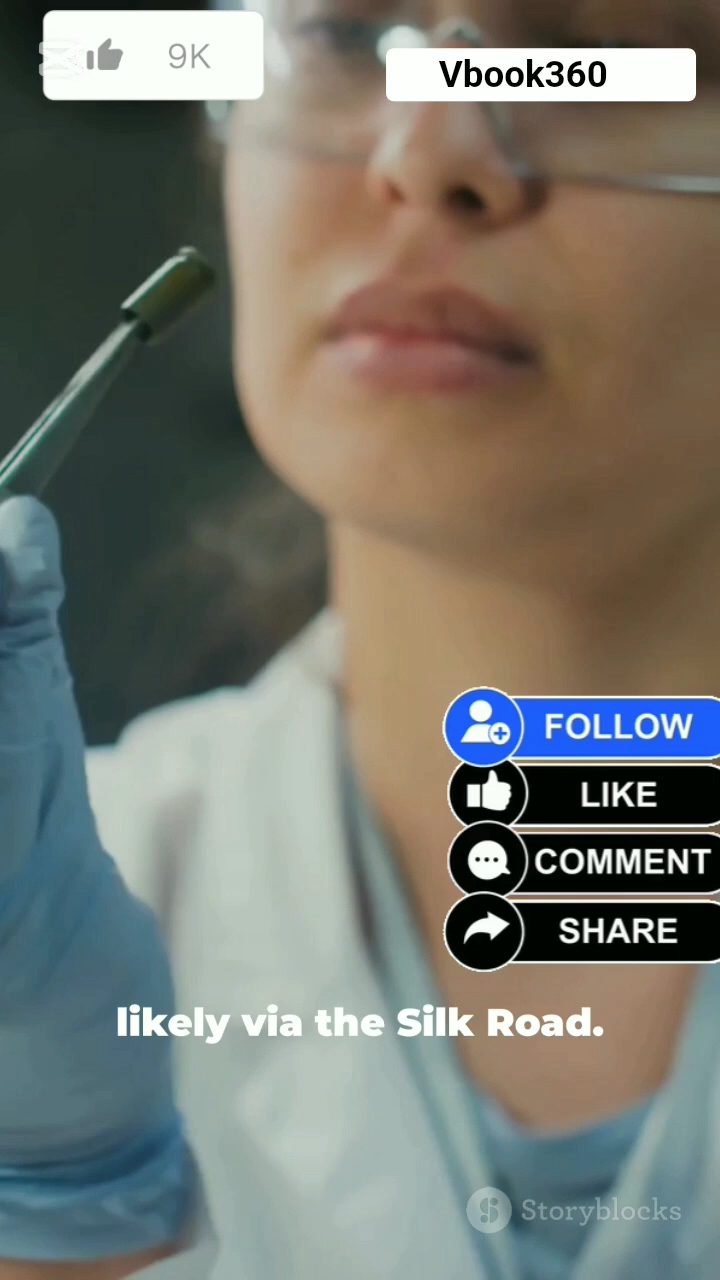 9K
Vbook360
FOLLOW
LIKE
COMMENT
SHARE
likely via the Silk Road.
Storyblocks